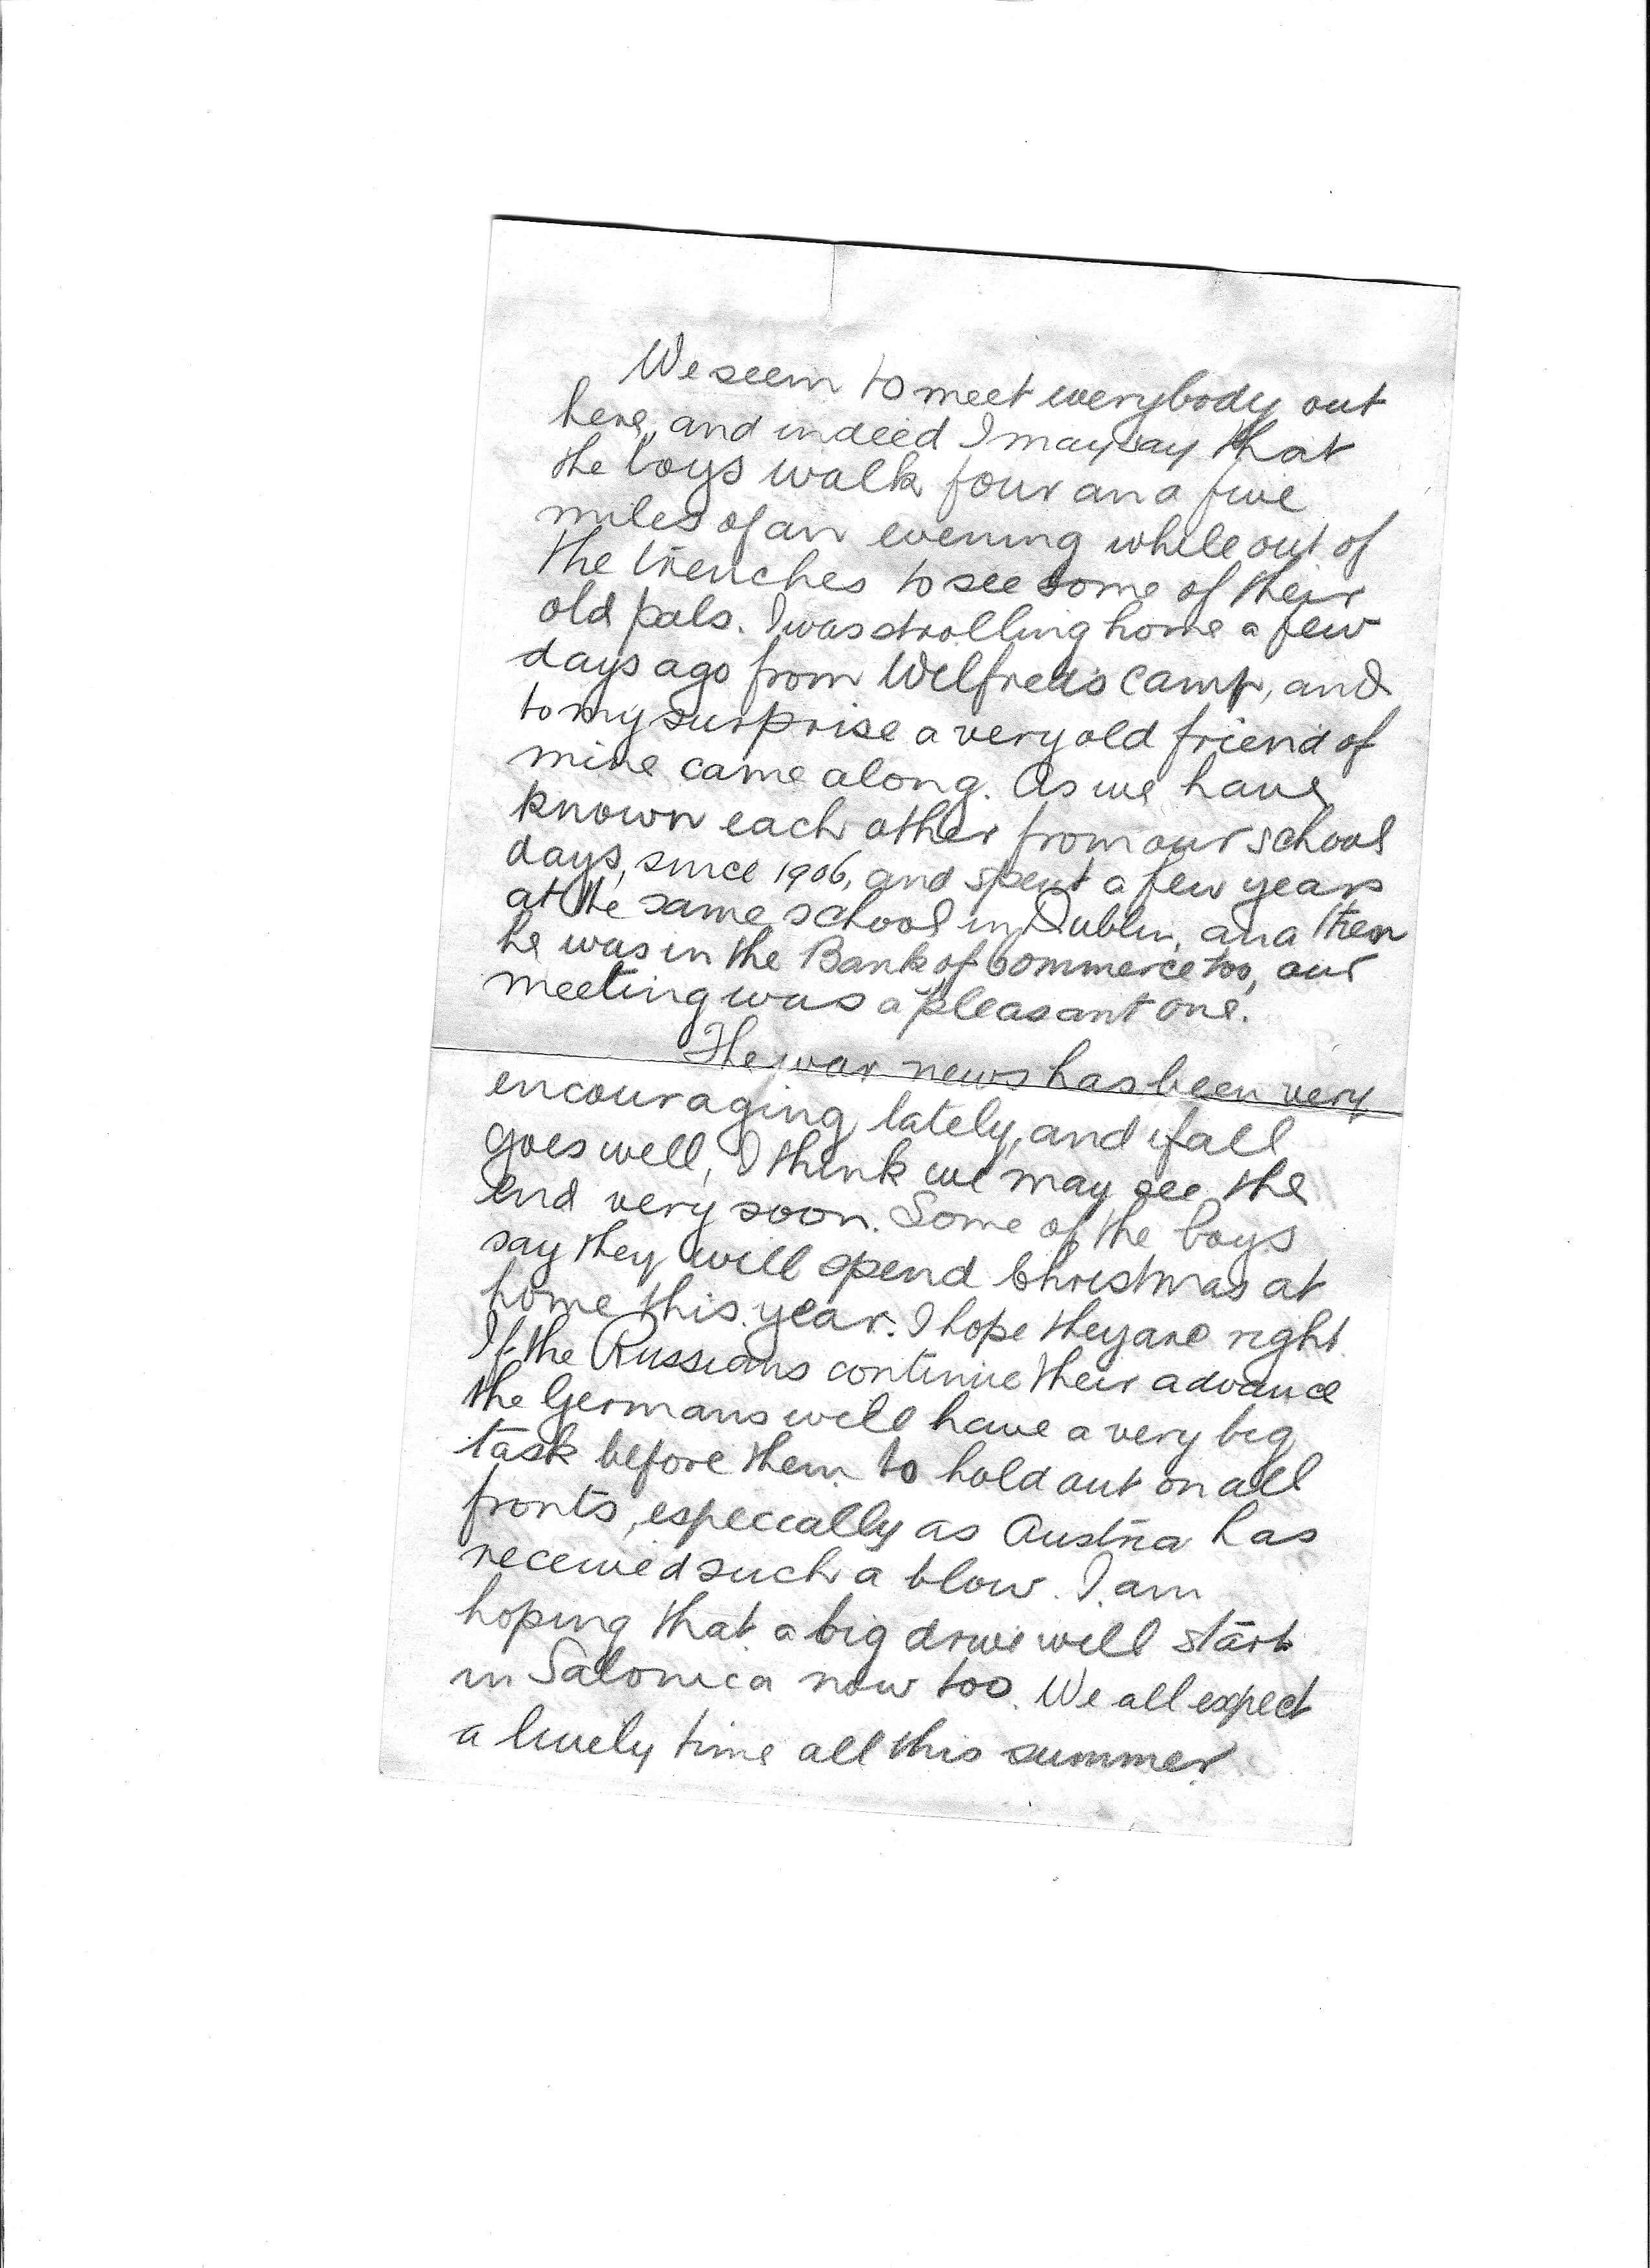 We seem to meet everybody out
here, and indeed I may say that
the boys walk four and five
miles of an evening while out of
the trenches to see some of their
old pals. I was strolling home a few
days ago from Wilfred's camp, and
to my surprise a very old friend of
mine came along. As we have
known each other from our school
days, since 1906, and spent a few years
at the same school in Dublin, and then
he was in the Bank of Commerce too, our
meeting was a pleasant one.
The war news has been very
encouraging lately, and if all
goes well, I think we may see the
end very soon. Some of the boys
say they will spend Christmas at
home this year. I hope they are right.
If the Russians continue their advance
the Germans will have a very big
task before them to hold out on all
fronts, especially as Austria has
received such a blow. I am
hoping that a big drive will start
in Salonica now too. We all expect
a lively time all this summer.